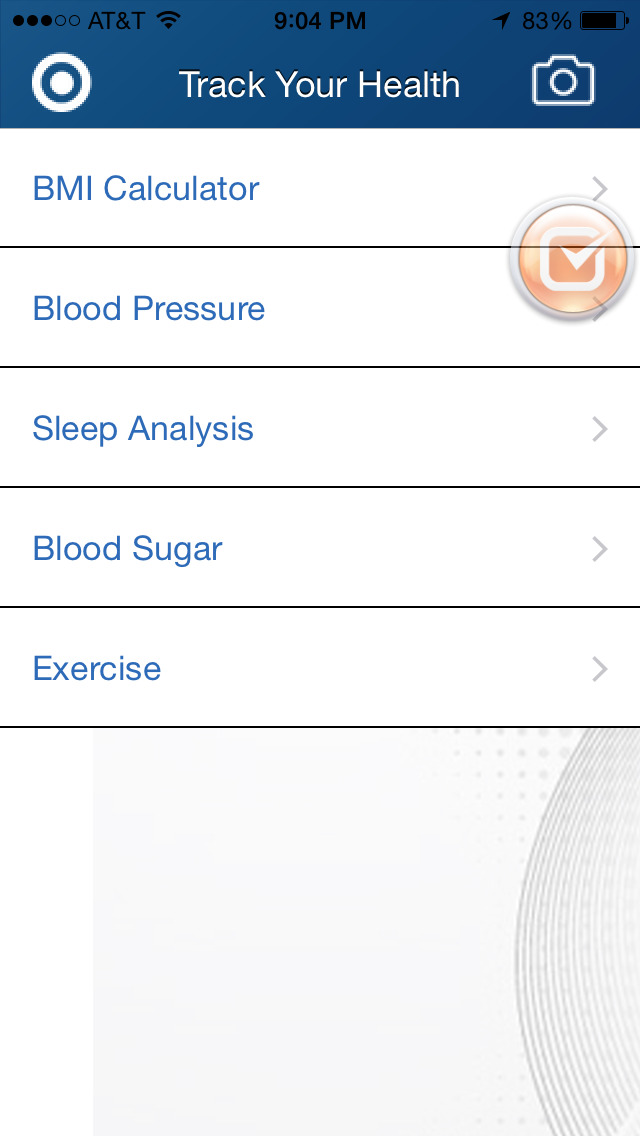 AT&T 9:04 PM 83%
Track Your Health
BMI Calculator
Blood Pressure
Sleep Analysis
Blood Sugar
Exercise